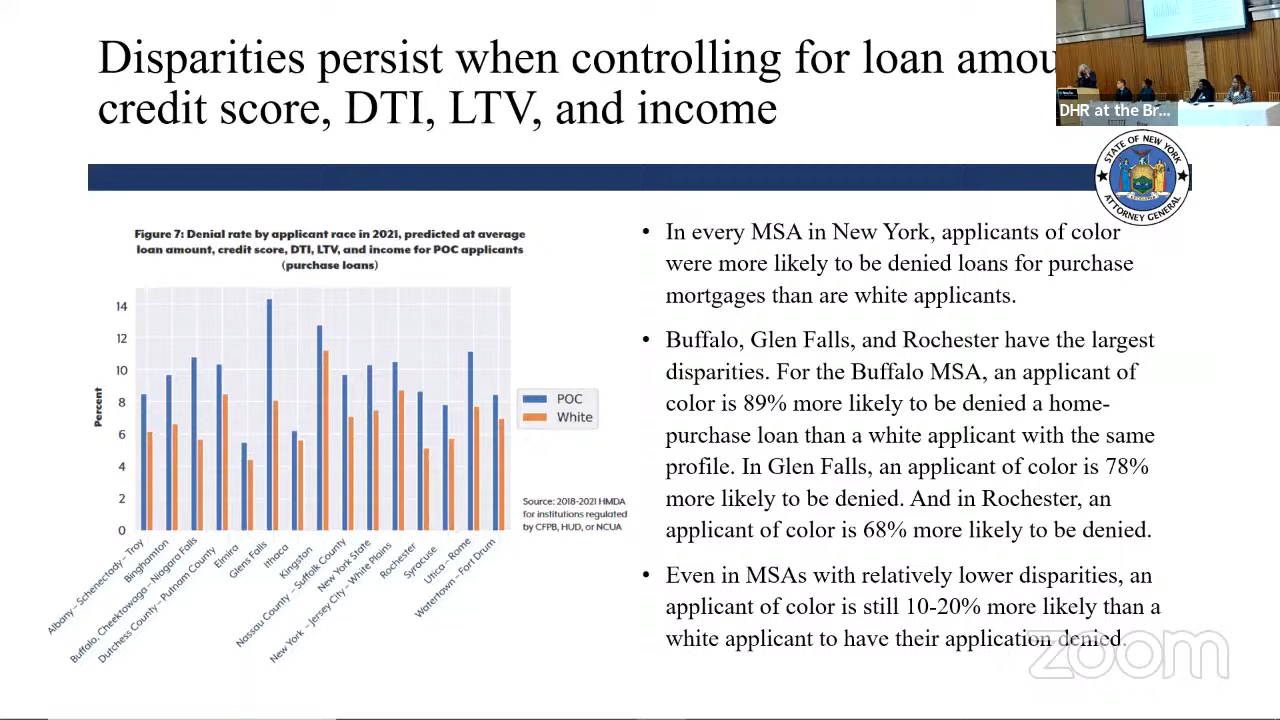 Disparities persist when controlling for loan amou
credit score, DTI, LTV, and income
DHR at the Br...
STATE OF NEW YORK
ATTORNEY GENERAL
Figure 7: Denial rate by applicant race in 2021, predicted at average
loan amount, credit score, DTI, LTV, and income for POC applicants
(purchase loans)
Percent
14
12
10
8
6
4
2
0
Albany – Schenectady – Troy
Binghamton
Buffalo, Cheektowaga – Niagara Falls
Dutchess County – Putnam County
Elmira
Glens Falls
Ithaca
Kingston
Nassau County – Suffolk County
New York State
New York – Jersey City – White Plains
Rochester
Syracuse
Utica – Rome
Watertown – Fort Drum
POC
White
Source: 2018-2021 HMDA
for institutions regulated
by CFPB, HUD, or NCUA
• In every MSA in New York, applicants of color
were more likely to be denied loans for purchase
mortgages than are white applicants.
• Buffalo, Glen Falls, and Rochester have the largest
disparities. For the Buffalo MSA, an applicant of
color is 89% more likely to be denied a home-
purchase loan than a white applicant with the same
profile. In Glen Falls, an applicant of color is 78%
more likely to be denied. And in Rochester, an
applicant of color is 68% more likely to be denied.
• Even in MSAs with relatively lower disparities, an
applicant of color is still 10-20% more likely than a
white applicant to have their application denied.
zoom